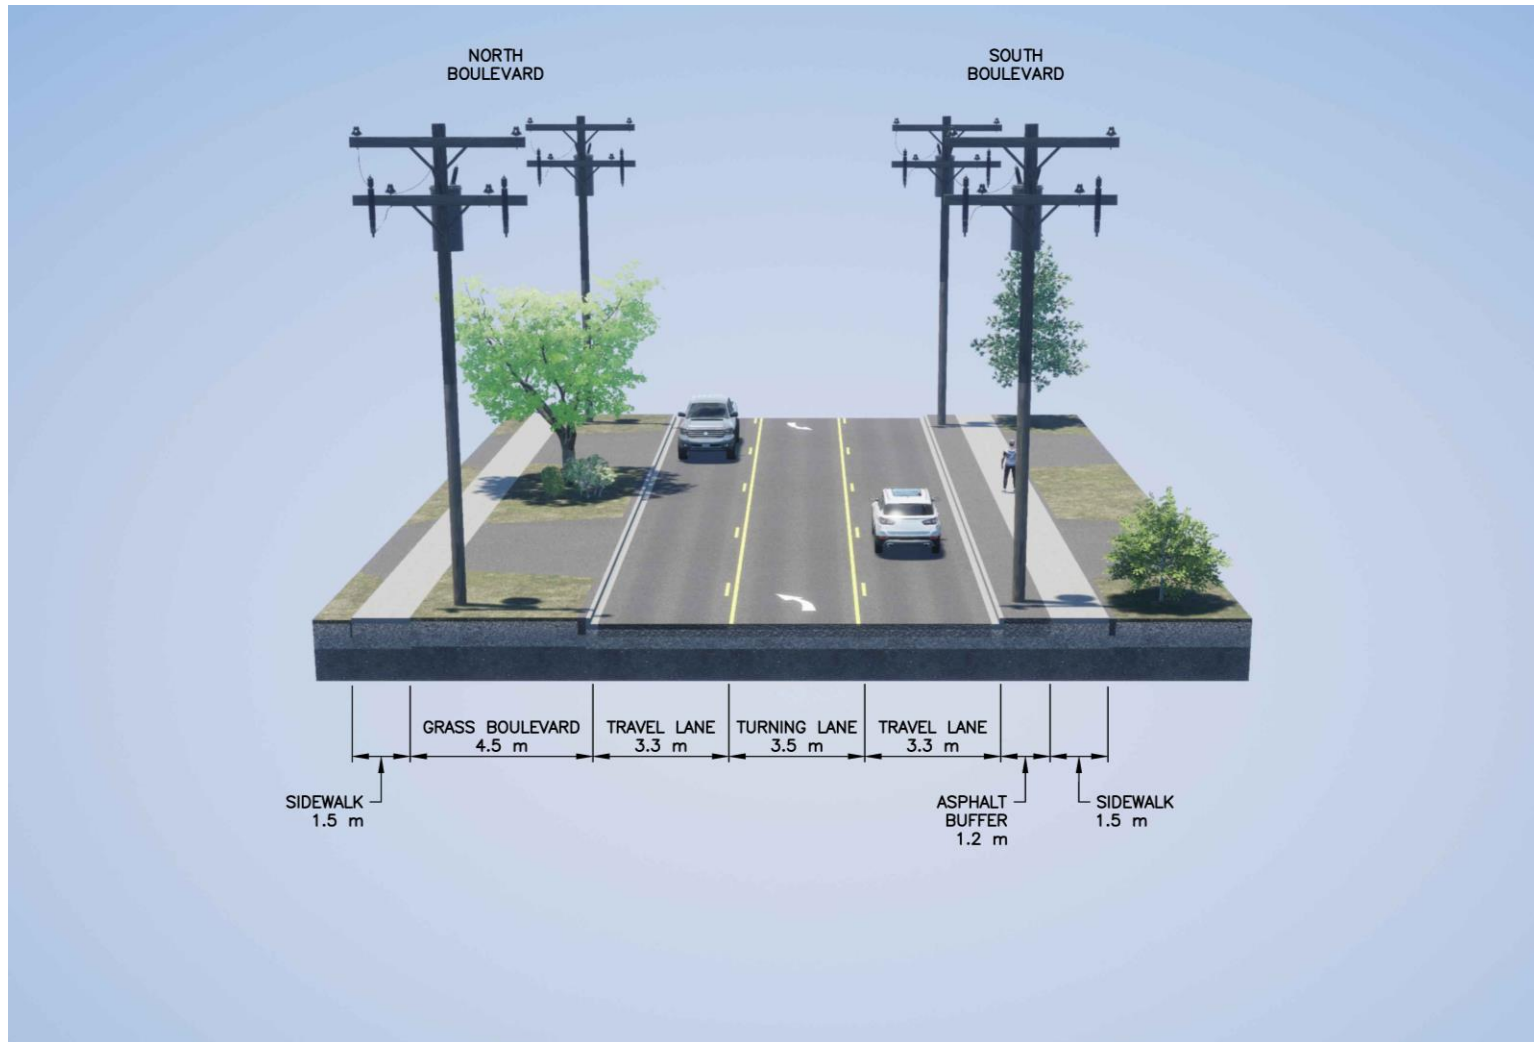 NORTH
BOULEVARD
SOUTH
BOULEVARD
GRASS BOULEVARD
4.5 m
TRAVEL LANE
3.3 m
TURNING LANE
3.5 m
TRAVEL LANE
3.3 m
SIDEWALK
1.5 m
ASPHALT
BUFFER
1.2 m
SIDEWALK
1.5 m